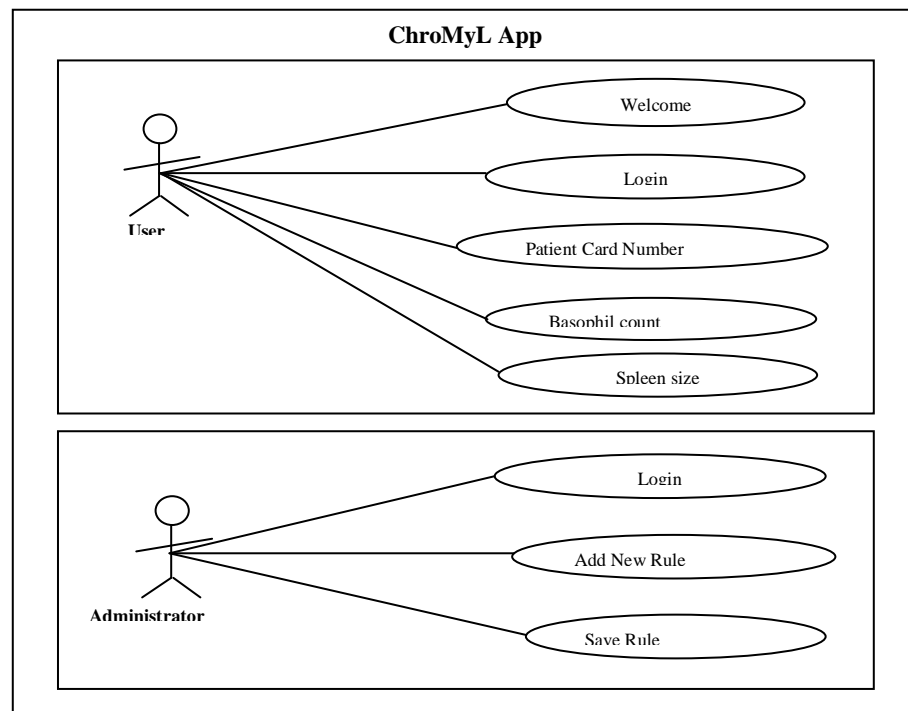 ChroMyL App
Welcome
Login
User
Patient Card Number
Basophil count
Spleen size
Login
Add New Rule
Administrator
Save Rule